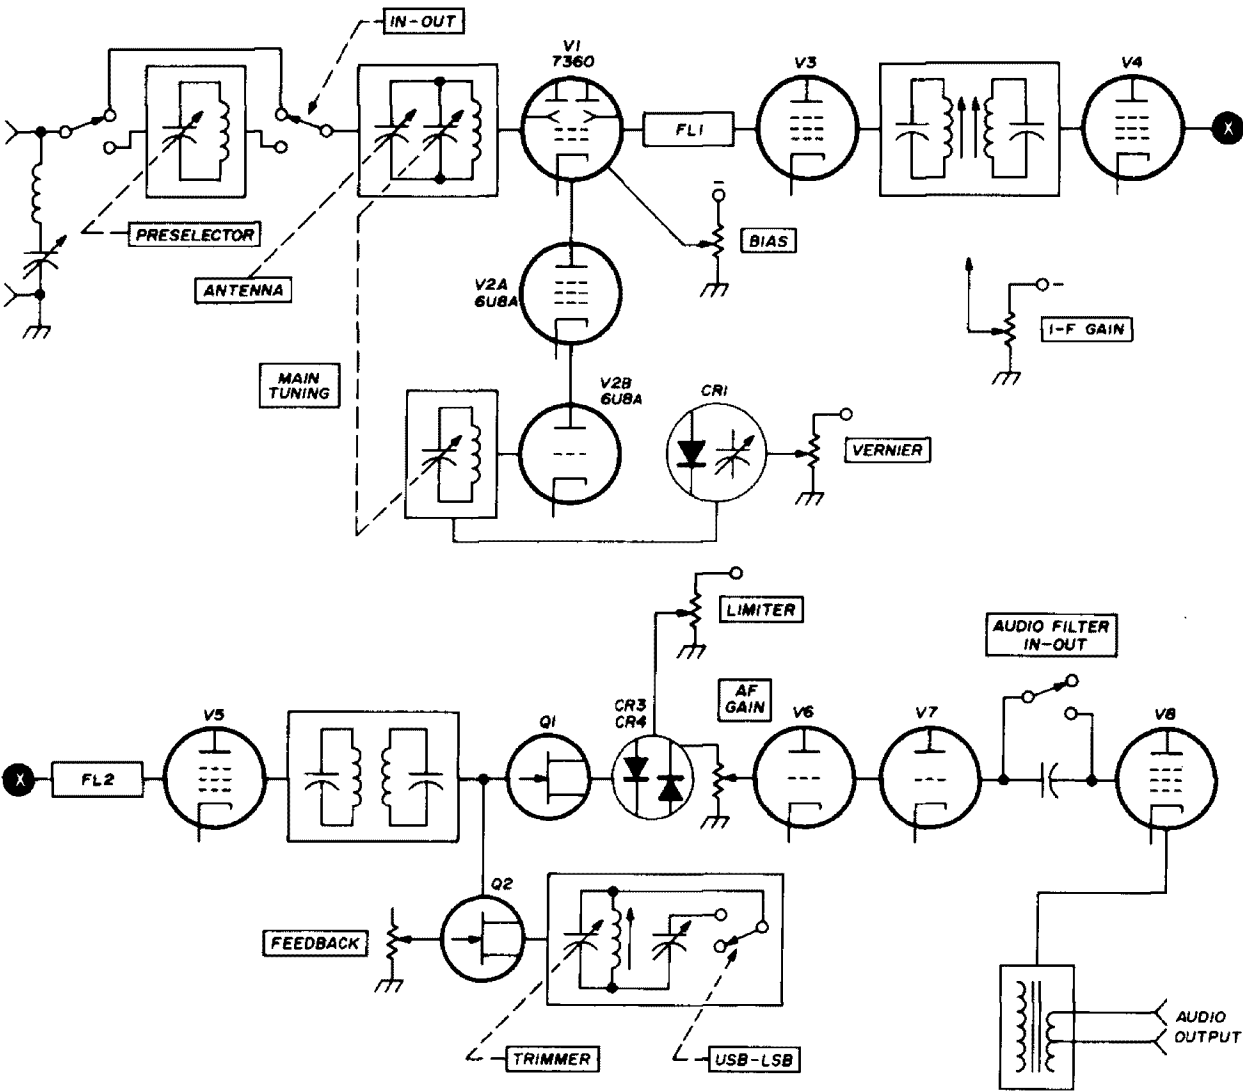 IN-OUT
V1
7360
V3
V4
FL1
X
PRESELECTOR
ANTENNA
BIAS
V2A
6U8A
I-F GAIN
MAIN
TUNING
V2B
6U8A
CR1
VERNIER
LIMITER
AUDIO FILTER
IN-OUT
V5
Q1
CR3
CR4
AF
GAIN
V6
V7
V8
X
FL2
Q2
FEEDBACK
TRIMMER
USB-LSB
AUDIO
OUTPUT